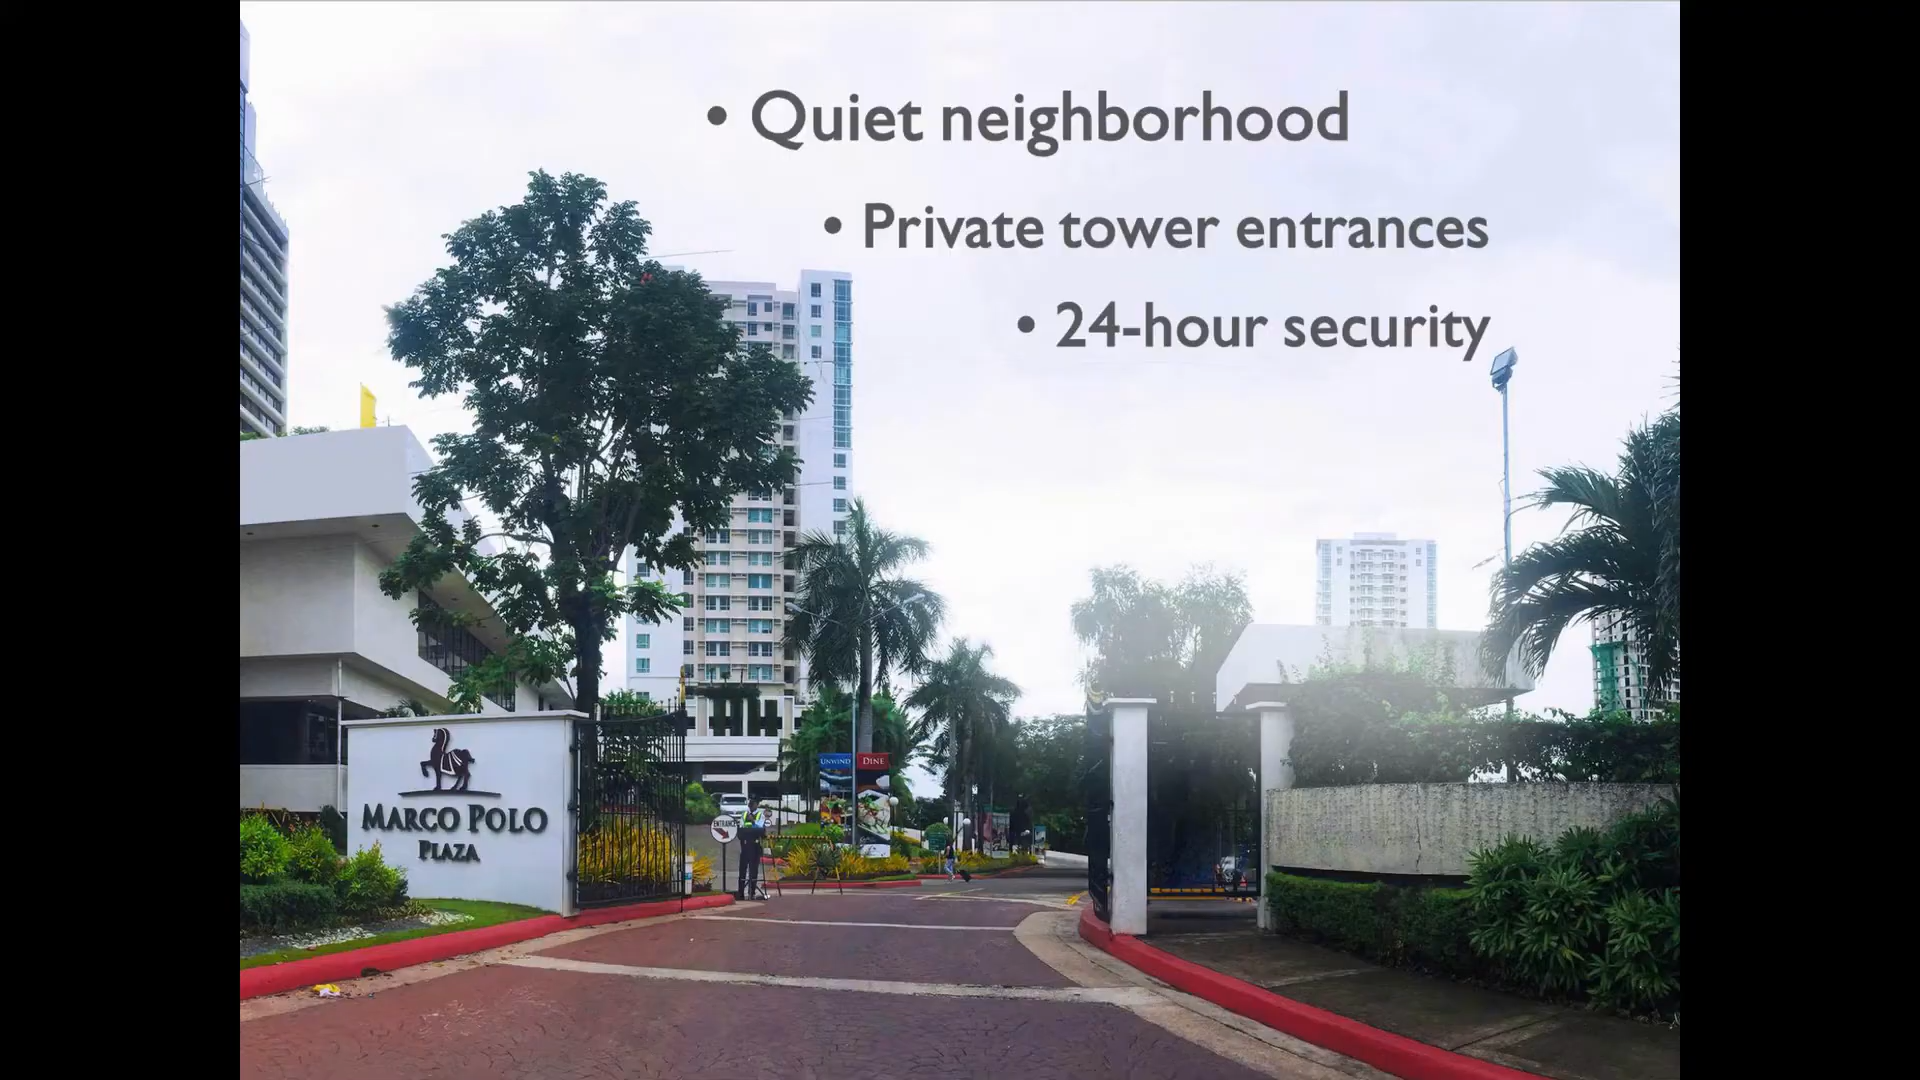 • Quiet neighborhood
• Private tower entrances
• 24-hour security
UNWIND
DINE
MARCO POLO
PLAZA
ENTRANCE